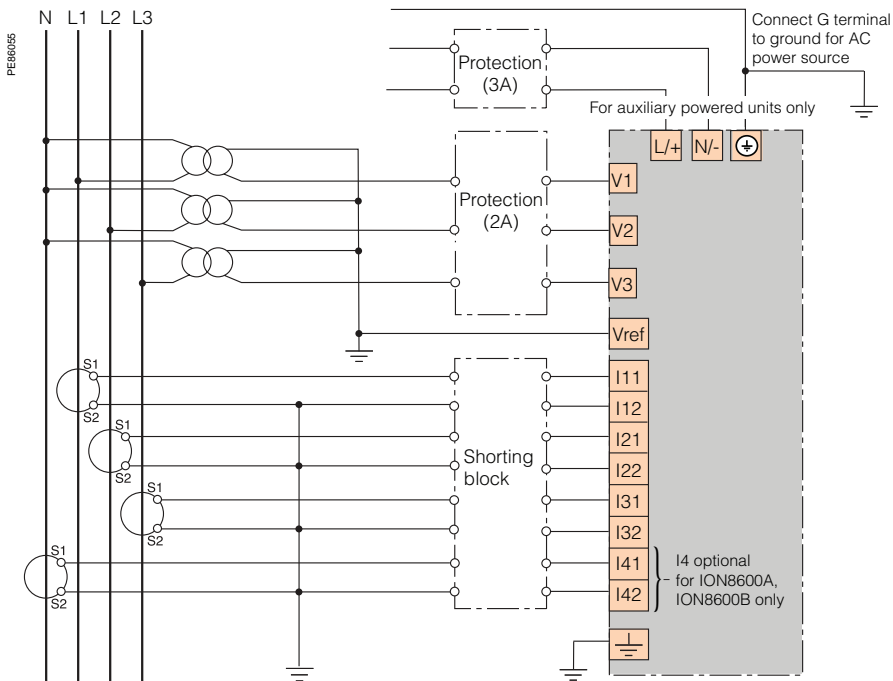 PE86055
N L1 L2 L3
Connect G terminal
to ground for AC
power source
Protection
(3A)
For auxiliary powered units only
L/+ N/-
Protection
(2A)
V1
V2
V3
Vref
S1
S2
S1
S2
S1
S2
S1
S2
Shorting
block
I11
I12
I21
I22
I31
I32
I41
I42
I4 optional
for ION8600A,
ION8600B only